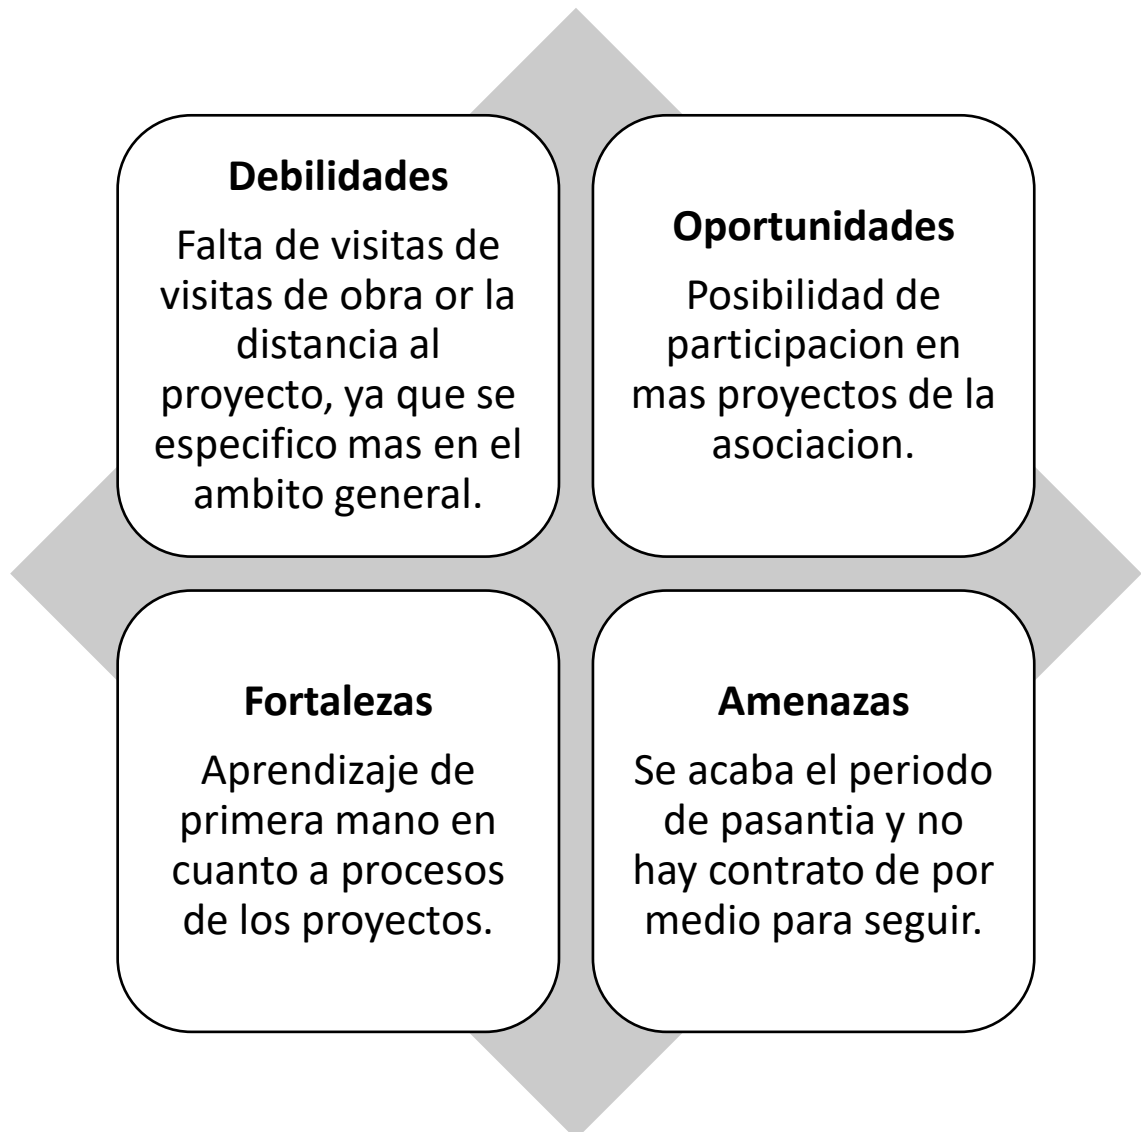 Debilidades
Falta de visitas de
visitas de obra or la
distancia al
proyecto, ya que se
especifico mas en el
ambito general.
Oportunidades
Posibilidad de
participacion en
mas proyectos de la
asociacion.
Fortalezas
Aprendizaje de
primera mano en
cuanto a procesos
de los proyectos.
Amenazas
Se acaba el periodo
de pasantia y no
hay contrato de por
medio para seguir.